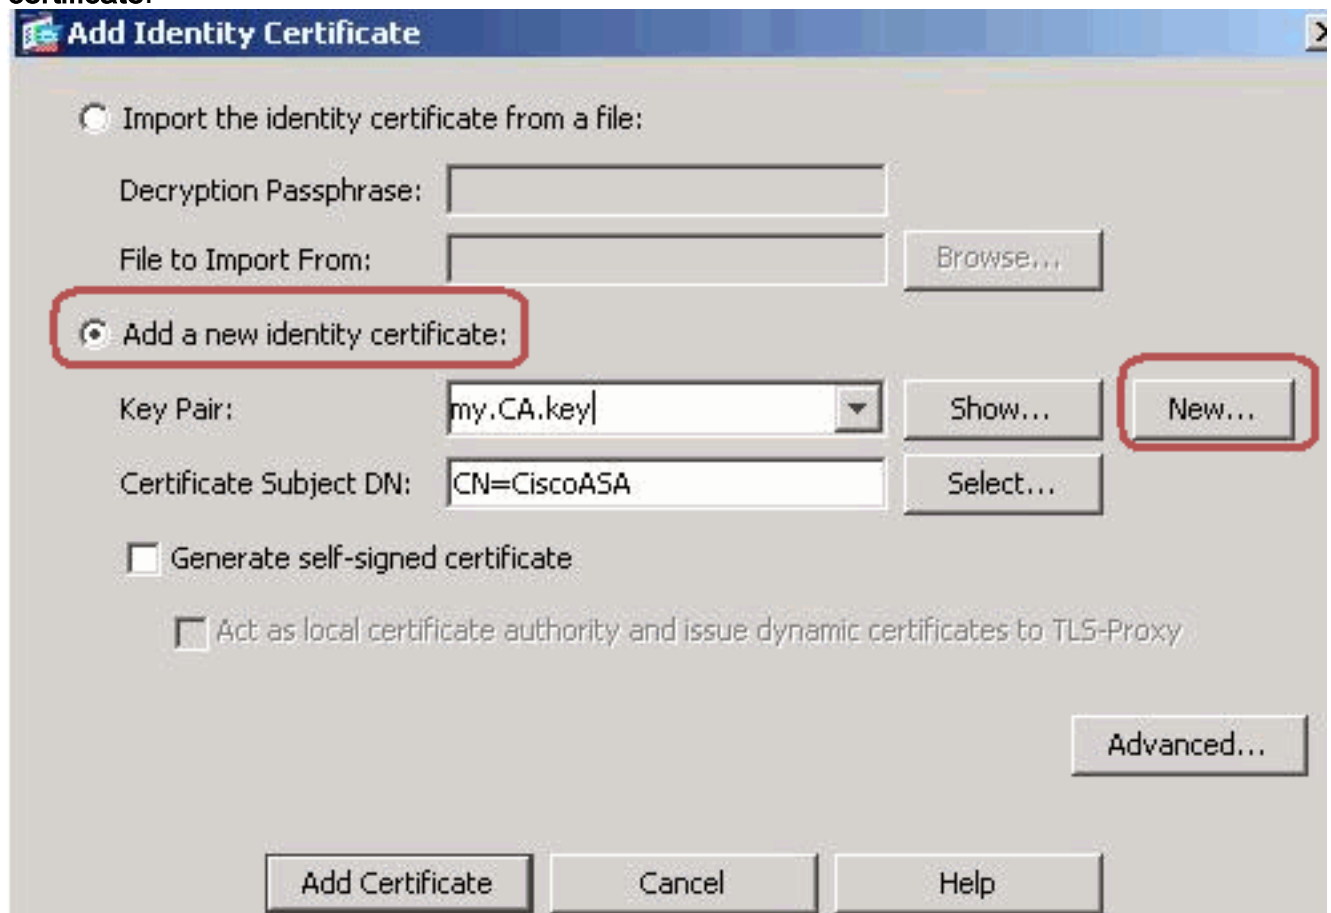 certificate.
Add Identity Certificate
Import the identity certificate from a file:
Decryption Passphrase:
File to Import From:
Browse...
Add a new identity certificate:
Key Pair:
my.CA.key
Show...
New...
Certificate Subject DN:
CN=CiscoASA
Select...
Generate self-signed certificate
Act as local certificate authority and issue dynamic certificates to TLS-Proxy
Advanced...
Add Certificate
Cancel
Help